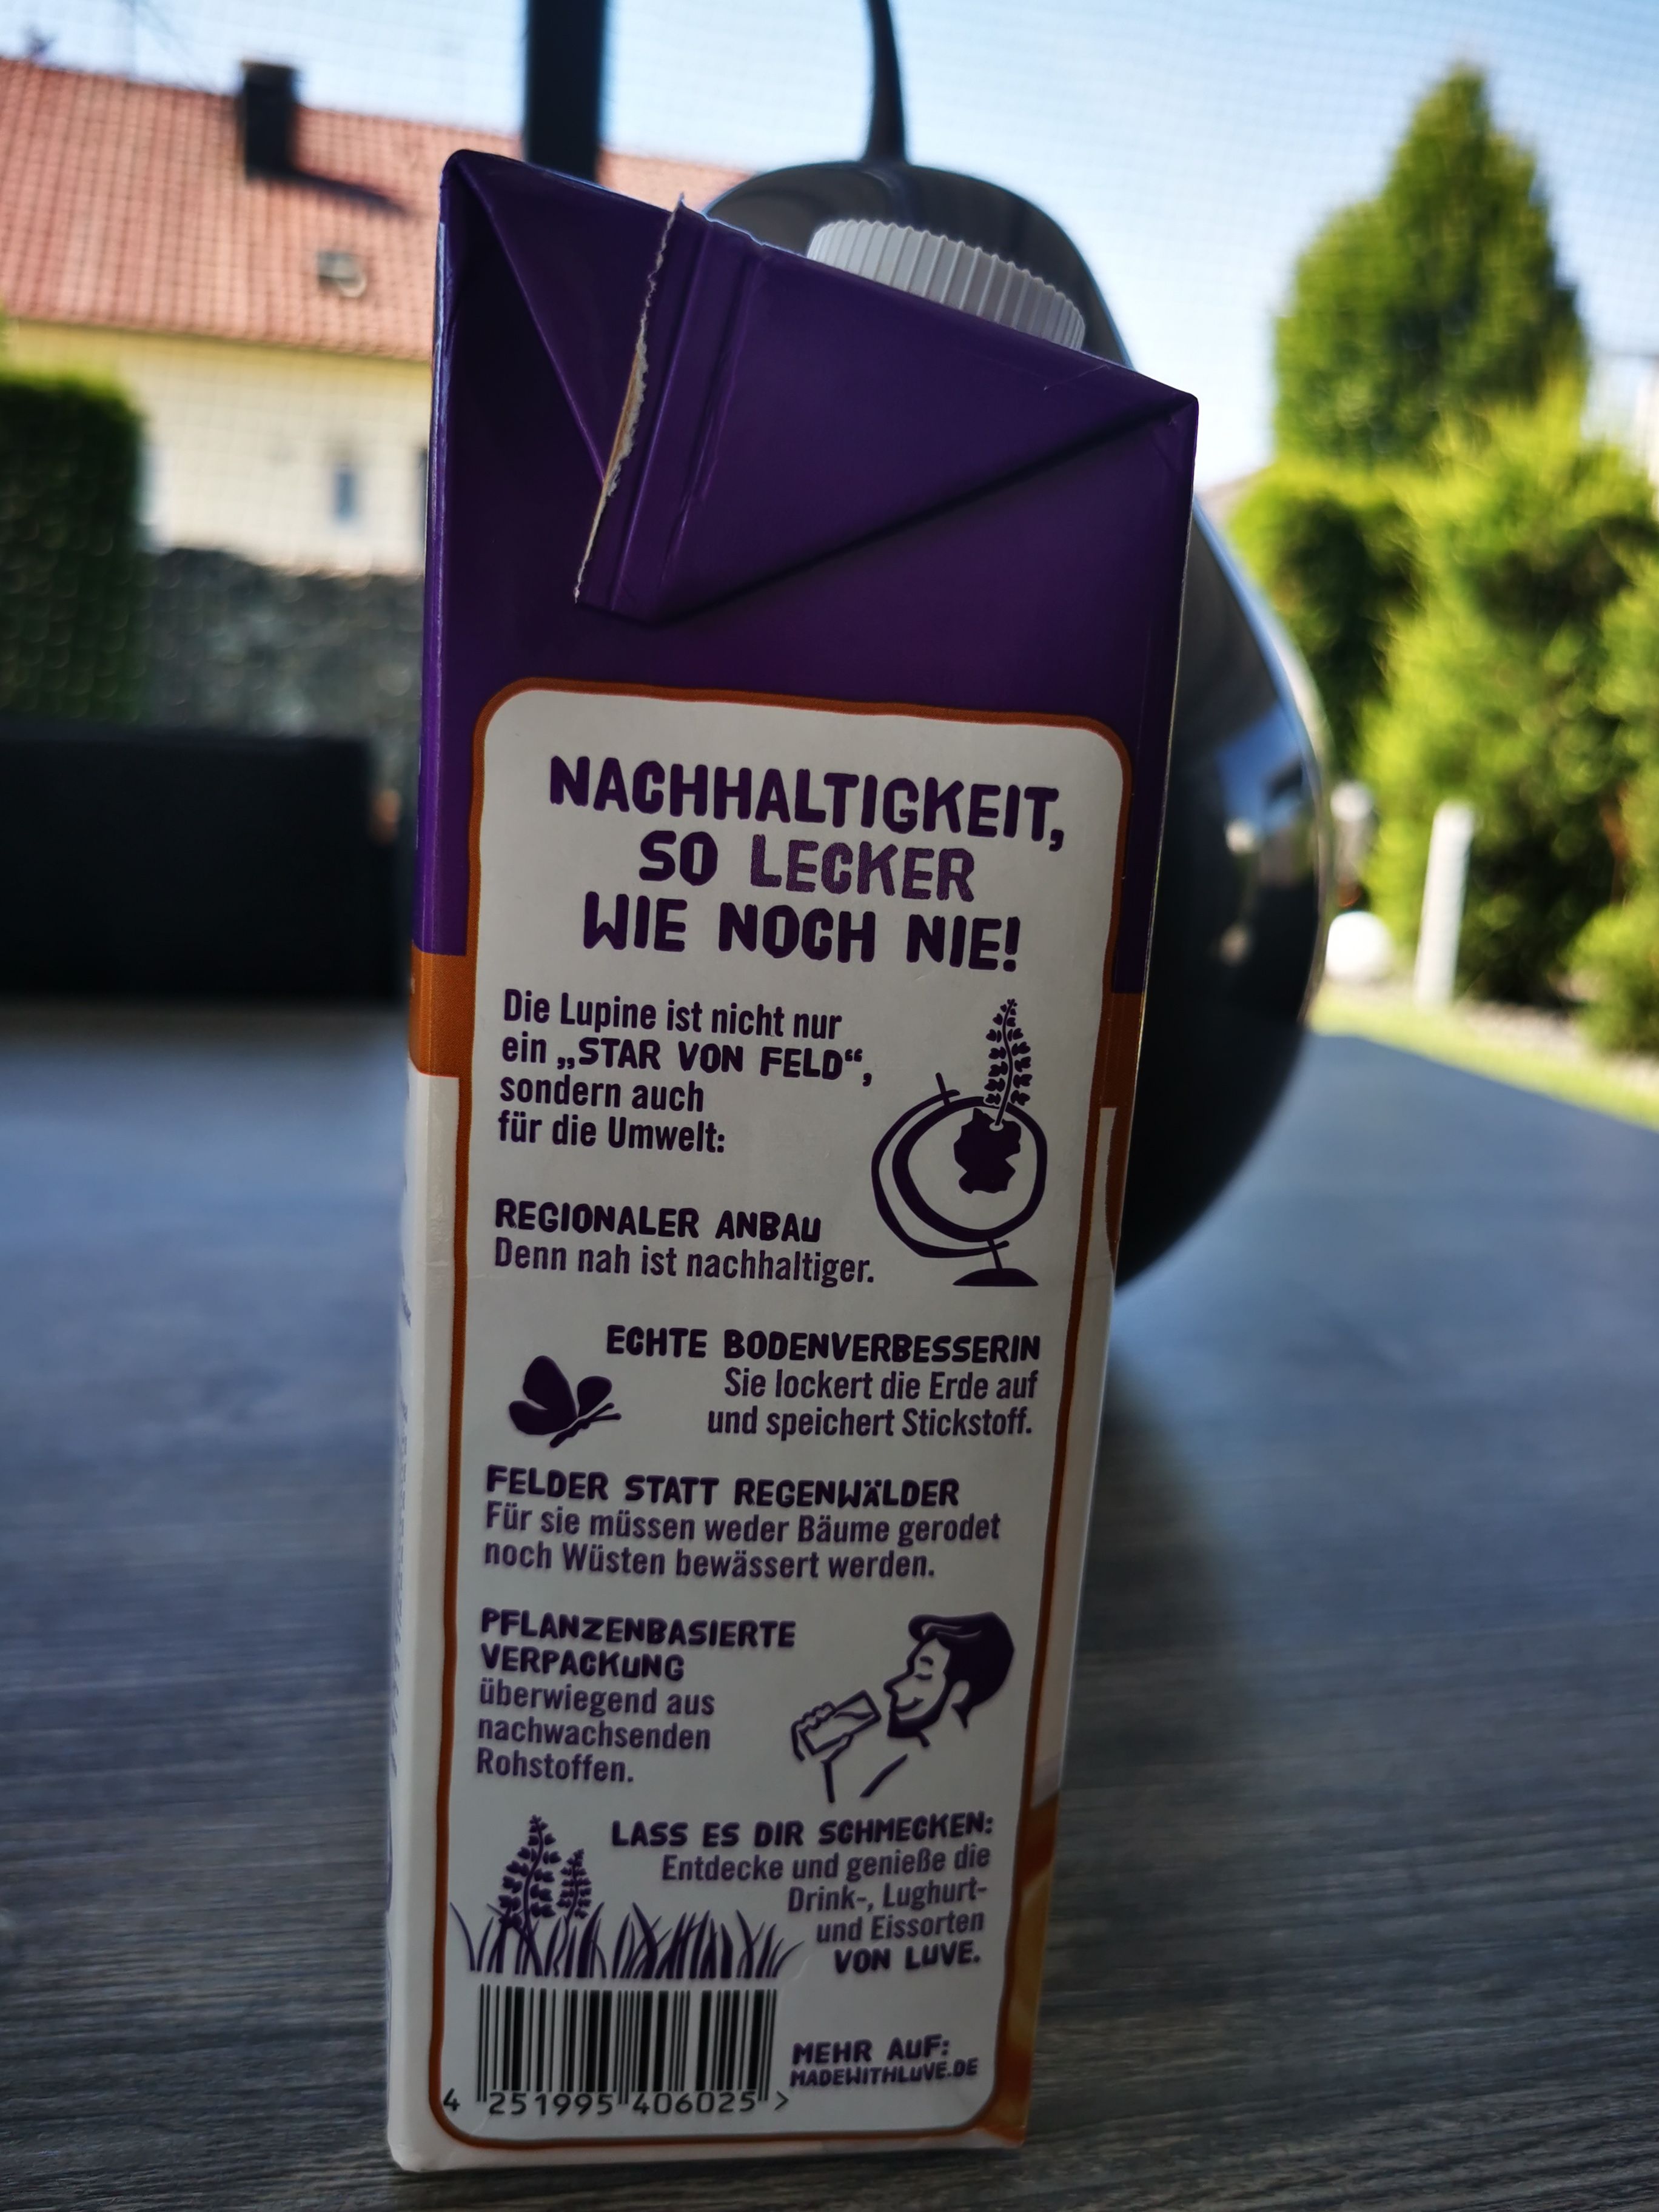 NACHHALTIGKEIT,
SO LECKER
WIE NOCH NIE!
Die Lupine ist nicht nur
ein „STAR VON FELD“,
sondern auch
für die Umwelt:
REGIONALER ANBAU
Denn nah ist nachhaltiger.
ECHTE BODENVERBESSERIN
Sie lockert die Erde auf
und speichert Stickstoff.
FELDER STATT REGENWÄLDER
Für sie müssen weder Bäume gerodet
noch Wüsten bewässert werden.
PFLANZENBASIERTE
VERPACKUNG
überwiegend aus
nachwachsenden
Rohstoffen.
LASS ES DIR SCHMECKEN:
Entdecke und genieße die
Drink-, Lughurt-
und Eissorten
VON LUVE.
MEHR AUF:
MADEWITHLUVE.DE
4 251995 406025 >